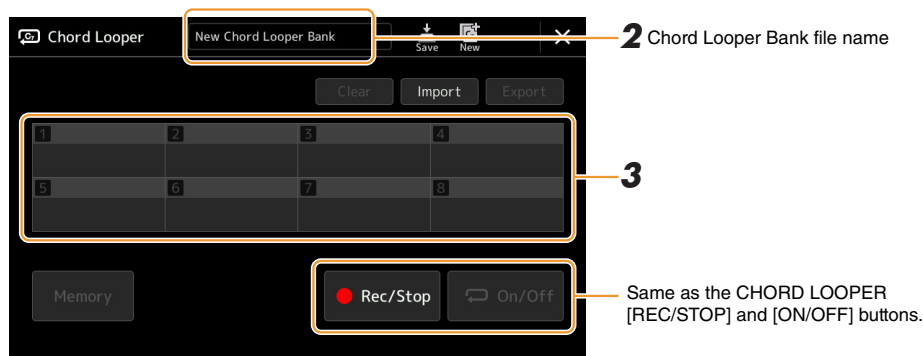 Chord Looper
New Chord Looper Bank
Save
New
2 Chord Looper Bank file name
Clear
Import
Export
1
2
3
4
5
6
7
8
3
Memory
Rec/Stop
On/Off
Same as the CHORD LOOPER
[REC/STOP] and [ON/OFF] buttons.